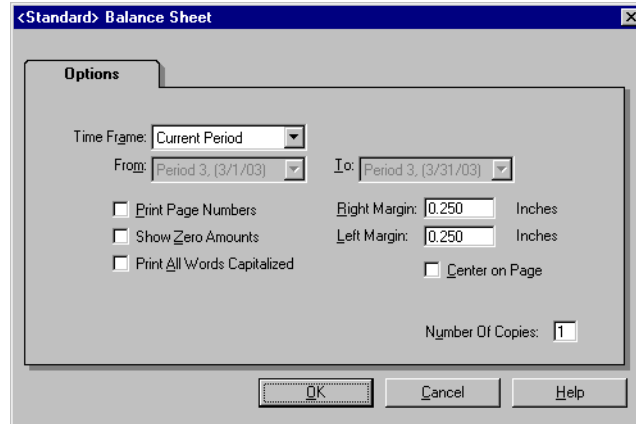 <Standard> Balance Sheet
Options
Time Frame: Current Period
From: Period 3, (3/1/03) To: Period 3, (3/31/03)
Print Page Numbers Right Margin: 0.250 Inches
Show Zero Amounts Left Margin: 0.250 Inches
Print All Words Capitalized
Center on Page
Number Of Copies: 1
OK Cancel Help